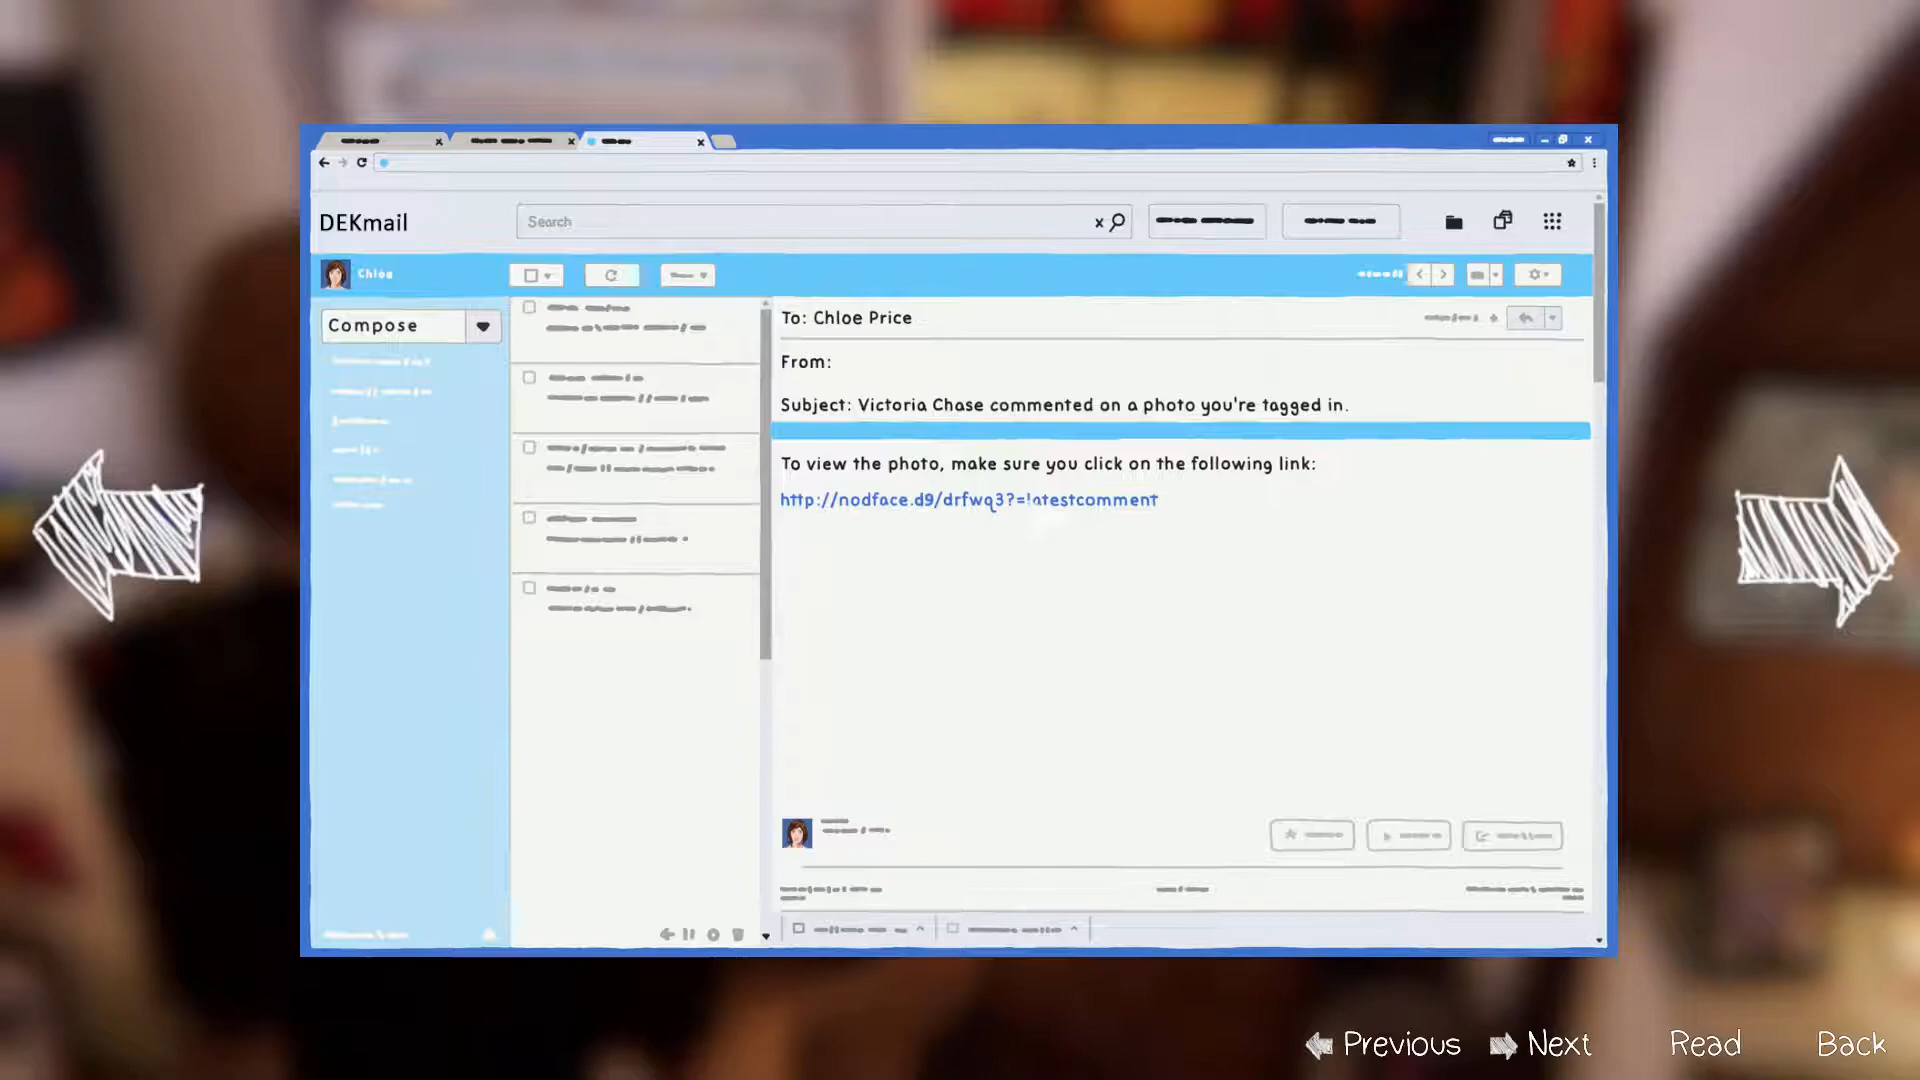 DEKmail
Search
Chloe
Compose
To: Chloe Price
From:
Subject: Victoria Chase commented on a photo you're tagged in.
To view the photo, make sure you click on the following link:
http://nodface.d9/drfwq3?=!atestcomment
Previous
Next
Read
Back